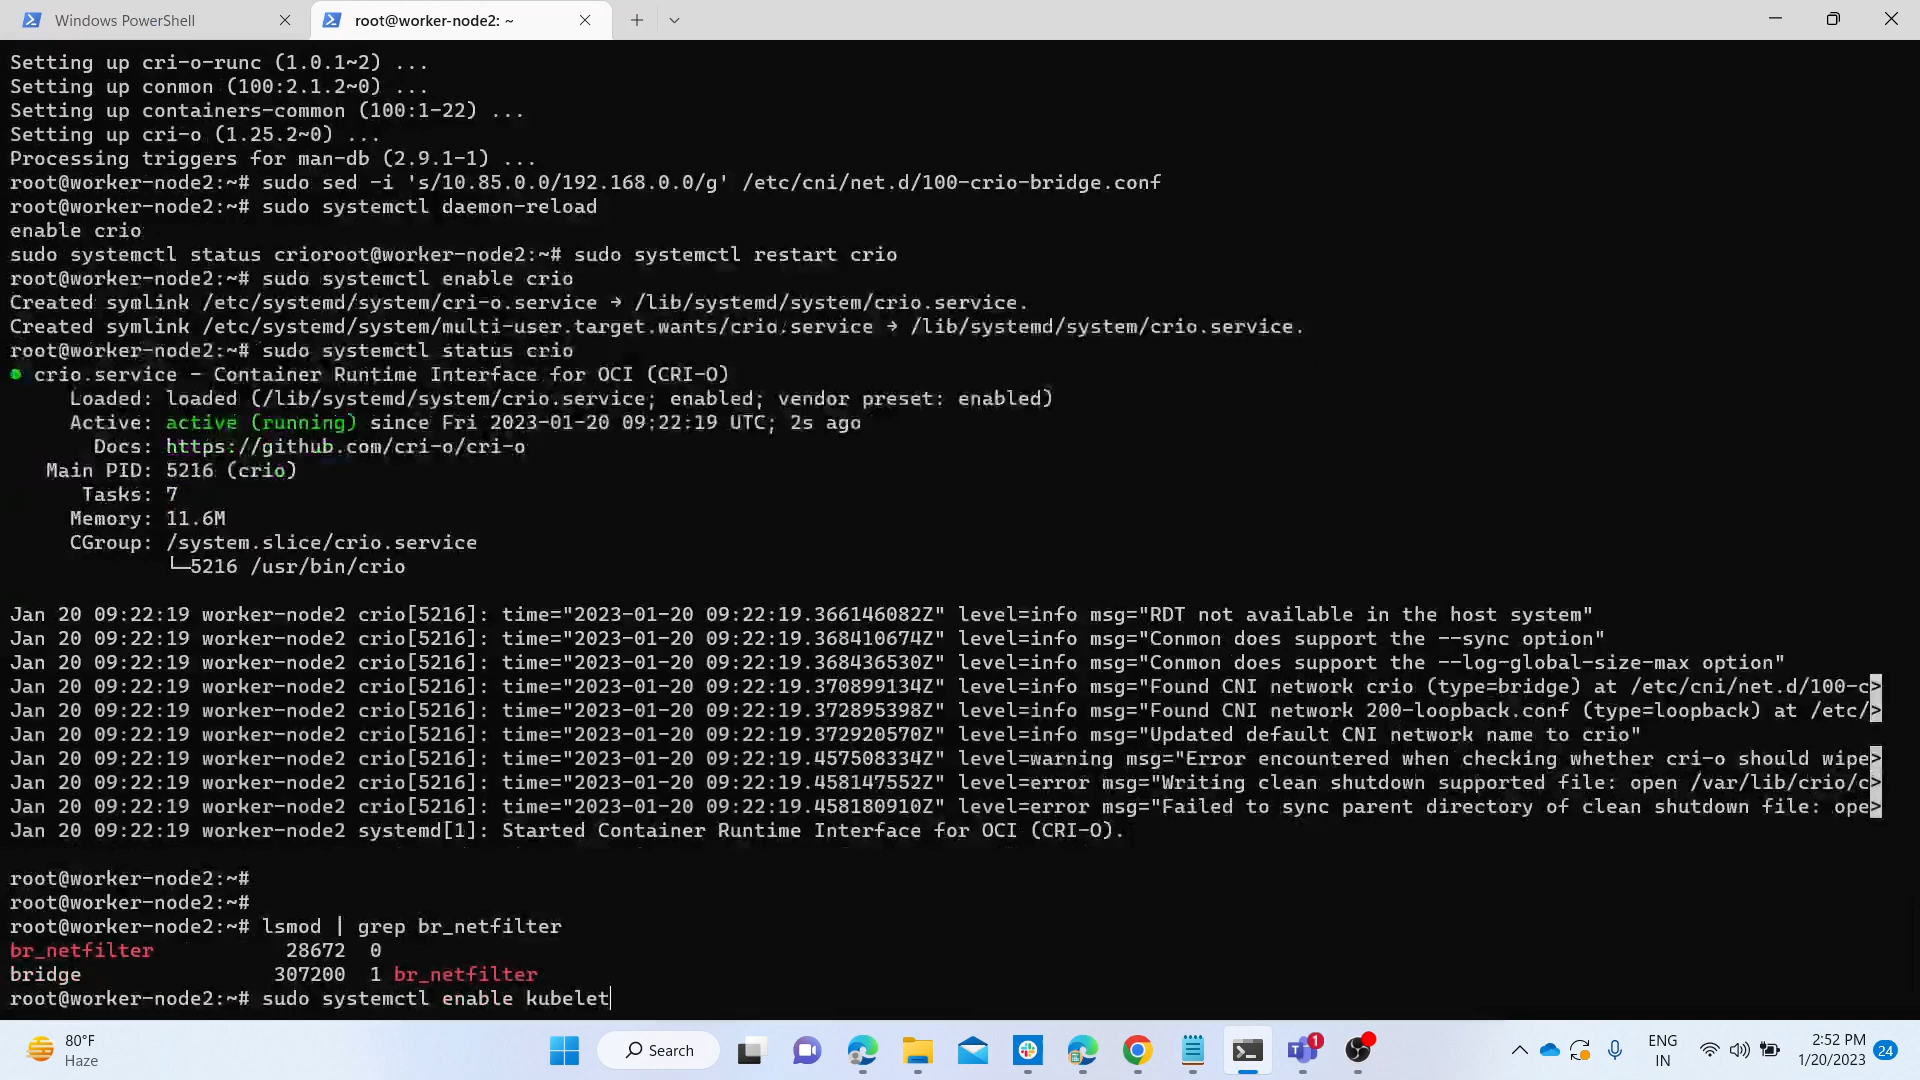 Windows PowerShell
root@worker-node2: ~
Setting up cri-o-runc (1.0.1~2) ...
Setting up conmon (100:2.1.2~0) ...
Setting up containers-common (100:1-22) ...
Setting up cri-o (1.25.2~0) ...
Processing triggers for man-db (2.9.1-1) ...
root@worker-node2:~# sudo sed -i 's/10.85.0.0/192.168.0.0/g' /etc/cni/net.d/100-crio-bridge.conf
root@worker-node2:~# sudo systemctl daemon-reload
enable crio
sudo systemctl status crioroot@worker-node2:~# sudo systemctl restart crio
root@worker-node2:~# sudo systemctl enable crio
Created symlink /etc/systemd/system/cri-o.service → /lib/systemd/system/crio.service.
Created symlink /etc/systemd/system/multi-user.target.wants/crio.service → /lib/systemd/system/crio.service.
root@worker-node2:~# sudo systemctl status crio
● crio.service - Container Runtime Interface for OCI (CRI-O)
Loaded: loaded (/lib/systemd/system/crio.service; enabled; vendor preset: enabled)
Active: active (running) since Fri 2023-01-20 09:22:19 UTC; 2s ago
Docs: https://github.com/cri-o/cri-o
Main PID: 5216 (crio)
Tasks: 7
Memory: 11.6M
CGroup: /system.slice/crio.service
└─5216 /usr/bin/crio
Jan 20 09:22:19 worker-node2 crio[5216]: time="2023-01-20 09:22:19.366146082Z" level=info msg="RDT not available in the host system"
Jan 20 09:22:19 worker-node2 crio[5216]: time="2023-01-20 09:22:19.368410674Z" level=info msg="Conmon does support the --sync option"
Jan 20 09:22:19 worker-node2 crio[5216]: time="2023-01-20 09:22:19.368436530Z" level=info msg="Conmon does support the --log-global-size-max option"
Jan 20 09:22:19 worker-node2 crio[5216]: time="2023-01-20 09:22:19.370899134Z" level=info msg="Found CNI network crio (type=bridge) at /etc/cni/net.d/100-c>
Jan 20 09:22:19 worker-node2 crio[5216]: time="2023-01-20 09:22:19.372895398Z" level=info msg="Found CNI network 200-loopback.conf (type=loopback) at /etc/>
Jan 20 09:22:19 worker-node2 crio[5216]: time="2023-01-20 09:22:19.372920570Z" level=info msg="Updated default CNI network name to crio"
Jan 20 09:22:19 worker-node2 crio[5216]: time="2023-01-20 09:22:19.457508334Z" level=warning msg="Error encountered when checking whether cri-o should wipe>
Jan 20 09:22:19 worker-node2 crio[5216]: time="2023-01-20 09:22:19.458147552Z" level=error msg="Writing clean shutdown supported file: open /var/lib/crio/c>
Jan 20 09:22:19 worker-node2 crio[5216]: time="2023-01-20 09:22:19.458180910Z" level=error msg="Failed to sync parent directory of clean shutdown file: ope>
Jan 20 09:22:19 worker-node2 systemd[1]: Started Container Runtime Interface for OCI (CRI-O).
root@worker-node2:~#
root@worker-node2:~#
root@worker-node2:~# lsmod | grep br_netfilter
br_netfilter 28672 0
bridge 307200 1 br_netfilter
root@worker-node2:~# sudo systemctl enable kubelet
80°F
Haze
Search
1
ENG
IN
2:52 PM
1/20/2023
24